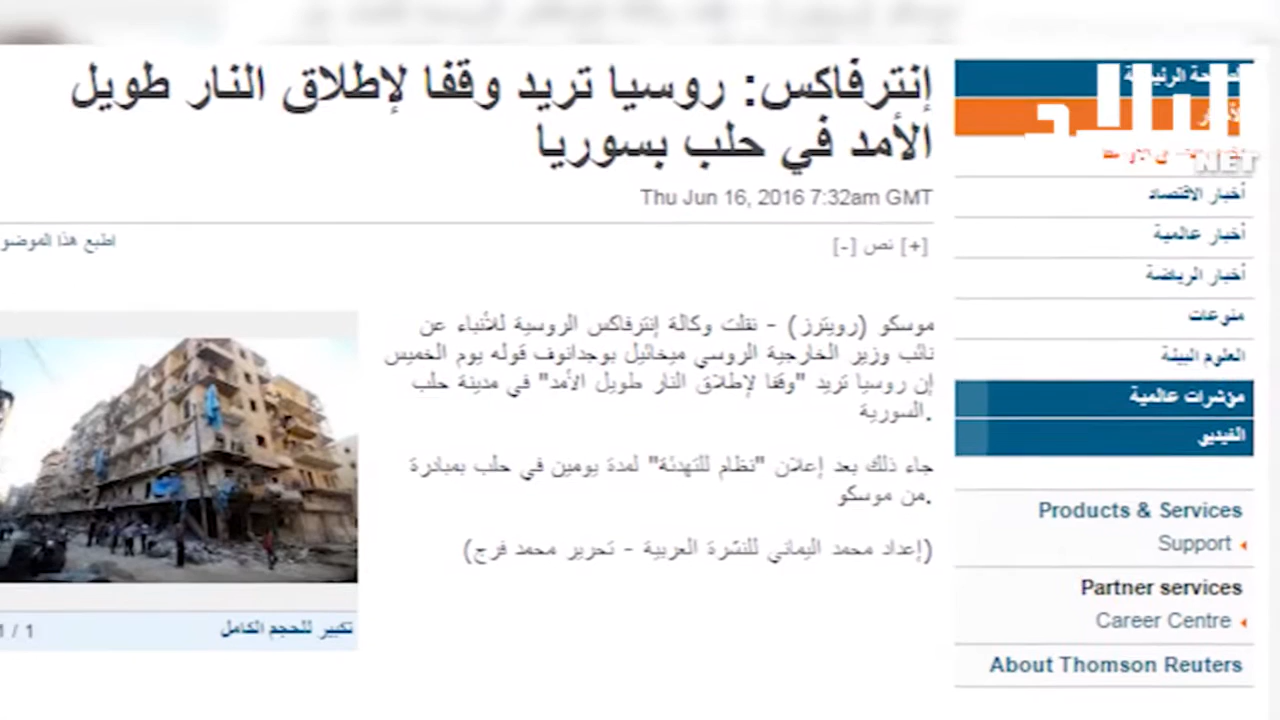 إنترفاكس: روسيا تريد وقفا لإطلاق النار طويل
الأمد في حلب بسوريا
Thu Jun 16, 2016 7:32am GMT
اطبع هذا الموضو
[-] نص [+]
موسكو (رويترز) - نقلت وكالة إنترفاكس الروسية للأنباء عن
نائب وزير الخارجية الروسي ميخائيل بوجدانوف قوله يوم الخميس
إن روسيا تريد "وقفا لإطلاق النار طويل الأمد" في مدينة حلب
.السورية
جاء ذلك بعد إعلان "نظام للتهدئة" لمدة يومين في حلب بمبادرة
.من موسكو
(إعداد محمد اليماني للنشرة العربية - تحرير محمد فرج)
تكبير للحجم الكامل
1 / 1
البلاد
NET
أخبار الاقتصاد
أخبار عالمية
أخبار الرياضة
منوعات
العلوم البيئة
مؤشرات عالمية
الفيديو
Products & Services
Support
Partner services
Career Centre
About Thomson Reuters